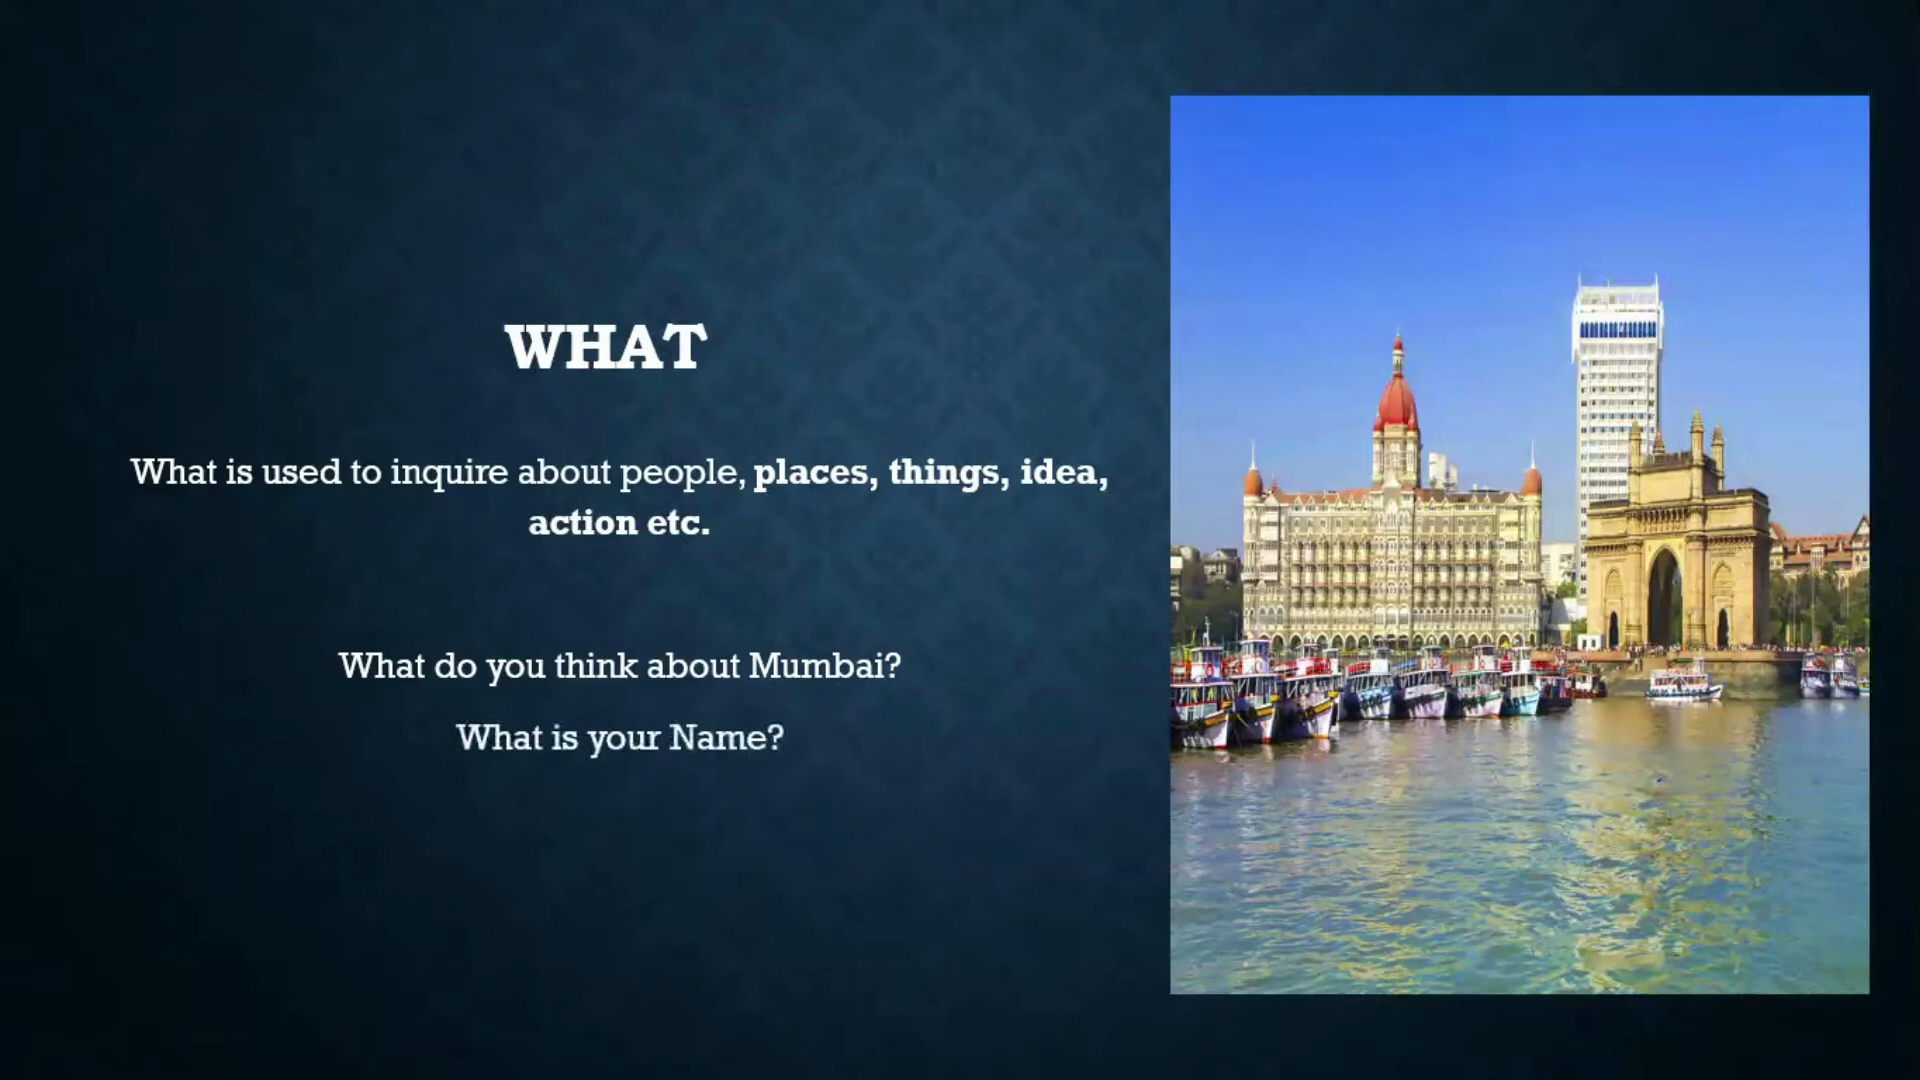 WHAT
What is used to inquire about people, places, things, idea,
action etc.
What do you think about Mumbai?
What is your Name?